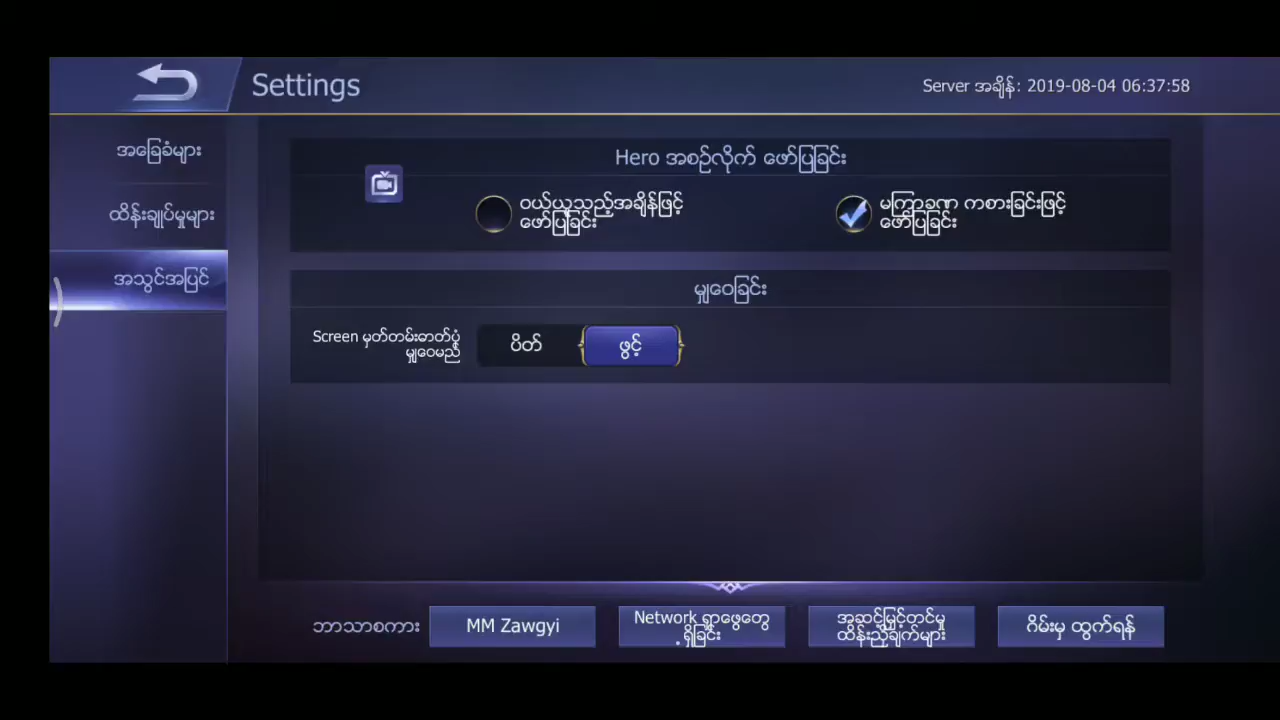 Settings
Server အချိန်: 2019-08-04 06:37:58
အခြေခံများ
ထိန်းချုပ်မှုများ
အသွင်အပြင်
Hero အစဉ်လိုက် ဖော်ပြခြင်း
ဝယ်ယူသည့်အချိန်ဖြင့်
ဖော်ပြခြင်း
မကြာခဏ ကစားခြင်းဖြင့်
ဖော်ပြခြင်း
မျှဝေခြင်း
Screen မှတ်တမ်းဓာတ်ပုံ
မျှဝေမည်
ပိတ်
ဖွင့်
ဘာသာစကား
MM Zawgyi
Network ရှာဖွေတွေ
့ရှိခြင်း
အဆင့်မြှင့်တင်မှု
ထိန်းညှိချက်များ
ဂိမ်းမှ ထွက်ရန်